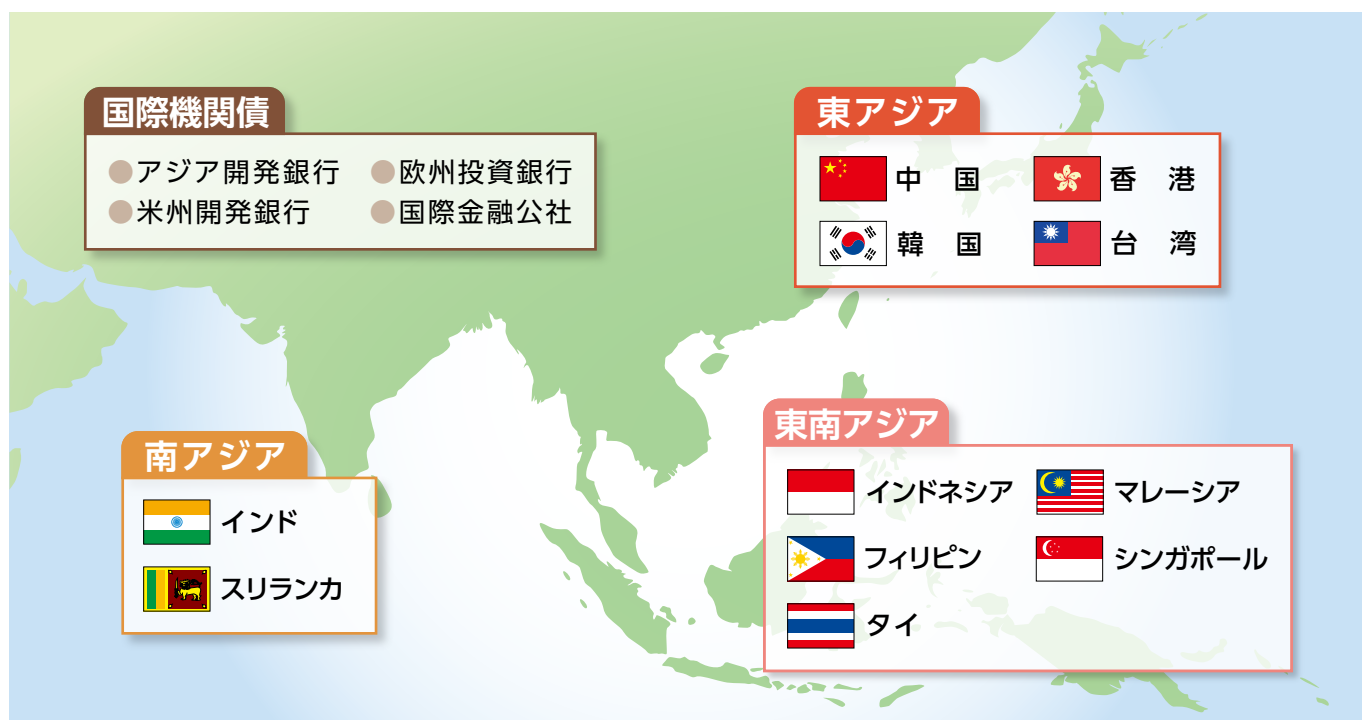 国際機関債
●アジア開発銀行 ●欧州投資銀行
●米州開発銀行 ●国際金融公社
東アジア
中 国 香 港
韓 国 台 湾
南アジア
インド
スリランカ
東南アジア
インドネシア マレーシア
フィリピン シンガポール
タイ